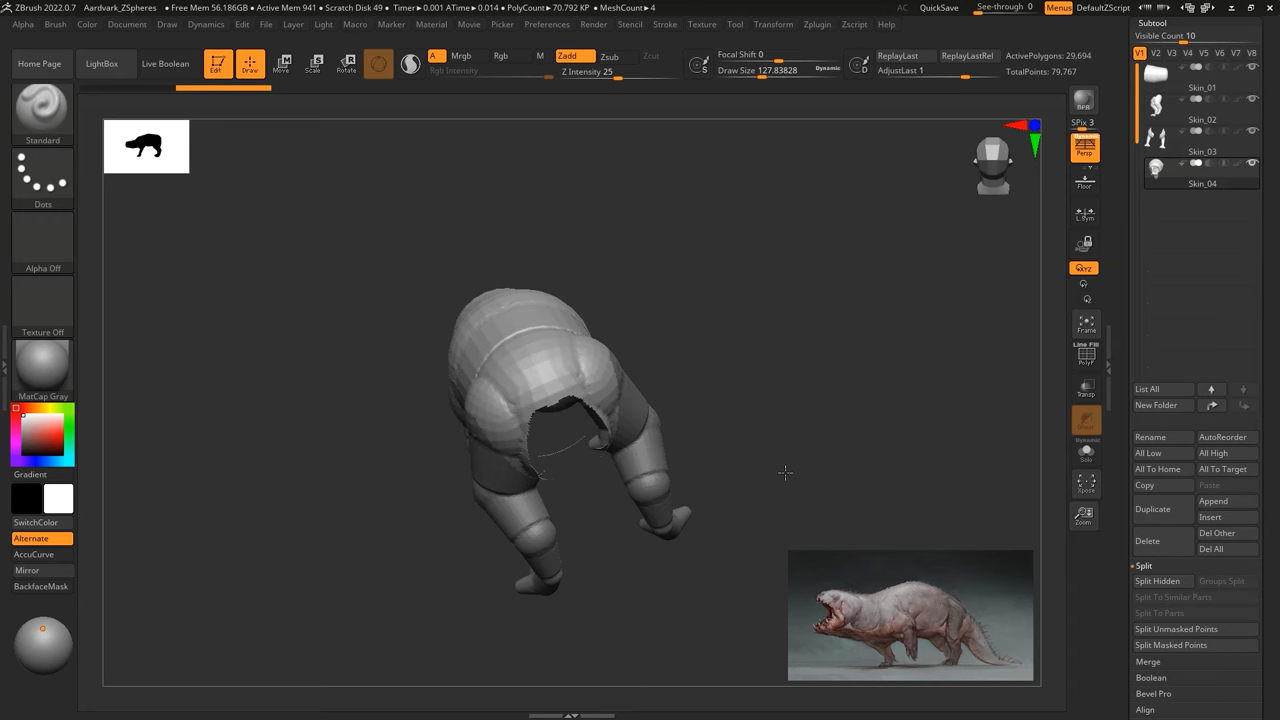 ZBrush 2022.0.7 Aardvark_ZSpheres • Free Mem 56.186GB • Active Mem 941 • Scratch Disk 49 • Timer▸0.001 ATime▸0.014 • PolyCount▸70.792 KP • MeshCount▸4 AC QuickSave See-through 0 Menus DefaultZScript
Alpha Brush Color Document Draw Dynamics Edit File Layer Light Macro Marker Material Movie Picker Preferences Render Stencil Stroke Texture Tool Transform Zplugin Zscript Help
Home Page LightBox Live Boolean Edit Draw Move Scale Rotate
A Mrgb Rgb M Zadd Zsub Zcut
Rgb Intensity Z Intensity 25
Focal Shift 0
Draw Size 127.83828 Dynamic
S D
ReplayLast ReplayLastRel
AdjustLast 1
ActivePolygons: 29,694
TotalPoints: 79,767
Standard
Dots
Alpha Off
Texture Off
MatCap Gray
Gradient
SwitchColor
Alternate
AccuCurve
Mirror
BackfaceMask
BPR
SPix 3
Dynamic
Persp
Floor
L.Sym
XYZ
Frame
Line Fill
PolyF
Transp
Ghost
Dynamic
Solo
Xpose
Zoom
Subtool
Visible Count 10
V1 V2 V3 V4 V5 V6 V7 V8
Skin_01
Skin_02
Skin_03
Skin_04
List All
New Folder
Rename AutoReorder
All Low All High
All To Home All To Target
Copy Paste
Duplicate Append
Insert
Delete Del Other
Del All
Split
Split Hidden Groups Split
Split To Similar Parts
Split To Parts
Split Unmasked Points
Split Masked Points
Merge
Boolean
Bevel Pro
Align